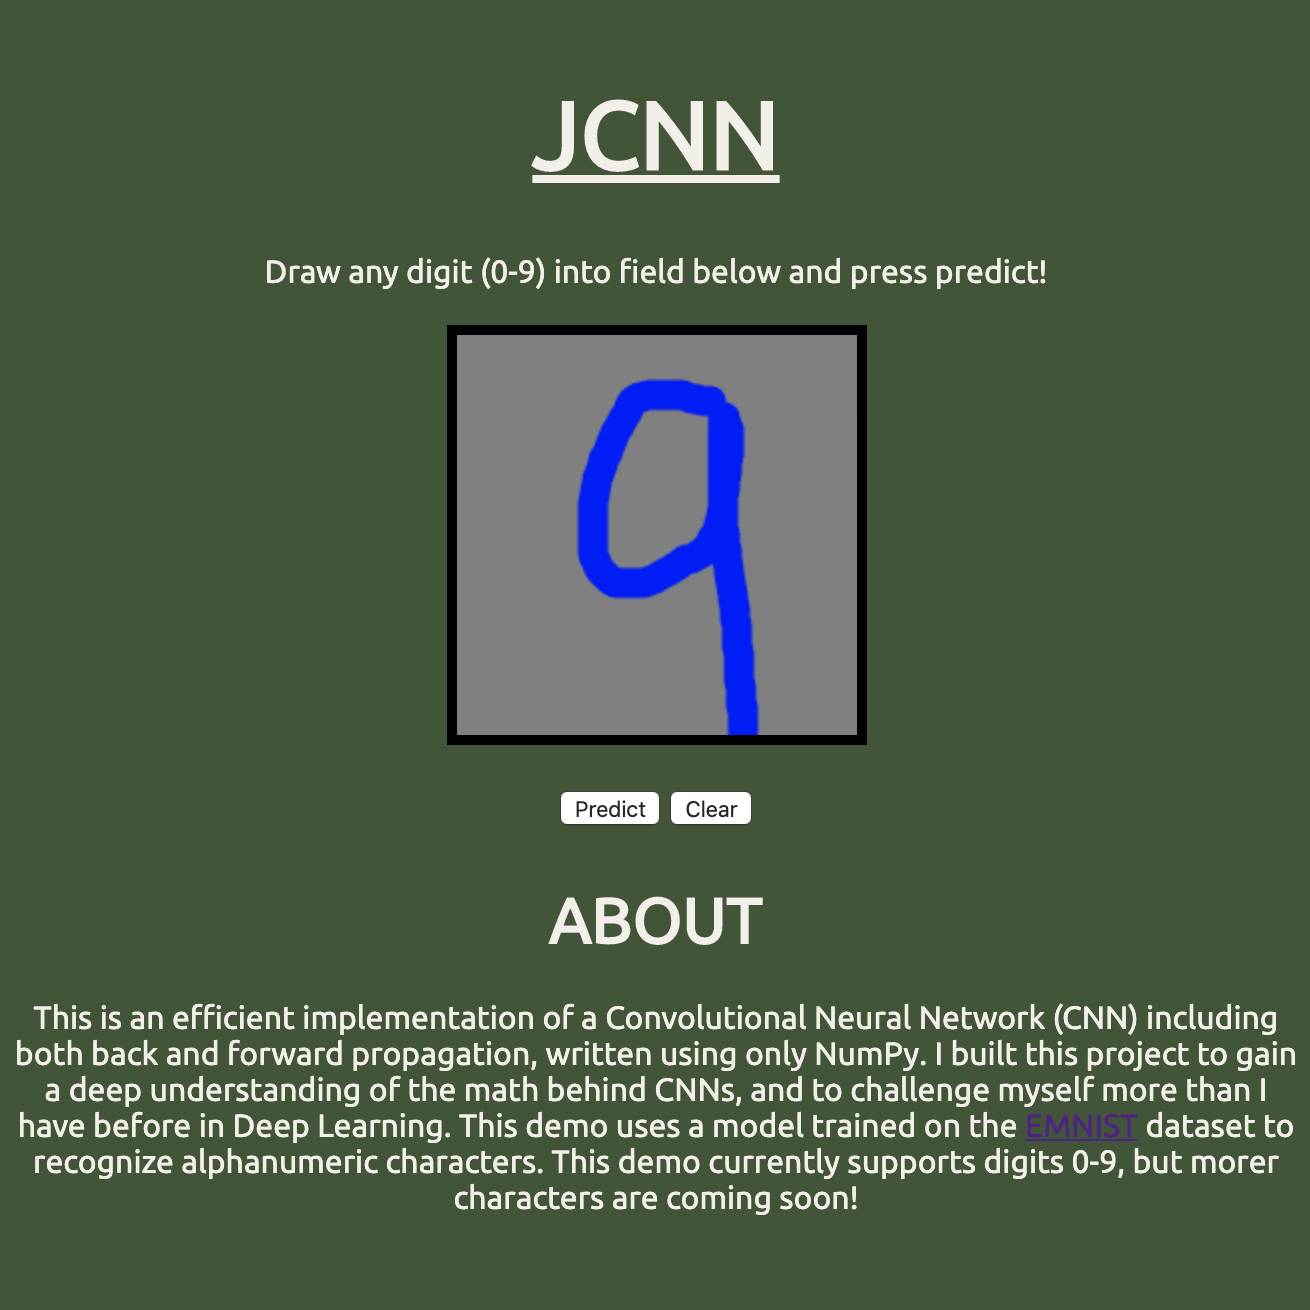 JCNN
Draw any digit (0-9) into field below and press predict!
9
Predict Clear
ABOUT
This is an efficient implementation of a Convolutional Neural Network (CNN) including
both back and forward propagation, written using only NumPy. I built this project to gain
a deep understanding of the math behind CNNs, and to challenge myself more than I
have before in Deep Learning. This demo uses a model trained on the EMNIST dataset to
recognize alphanumeric characters. This demo currently supports digits 0-9, but morer
characters are coming soon!